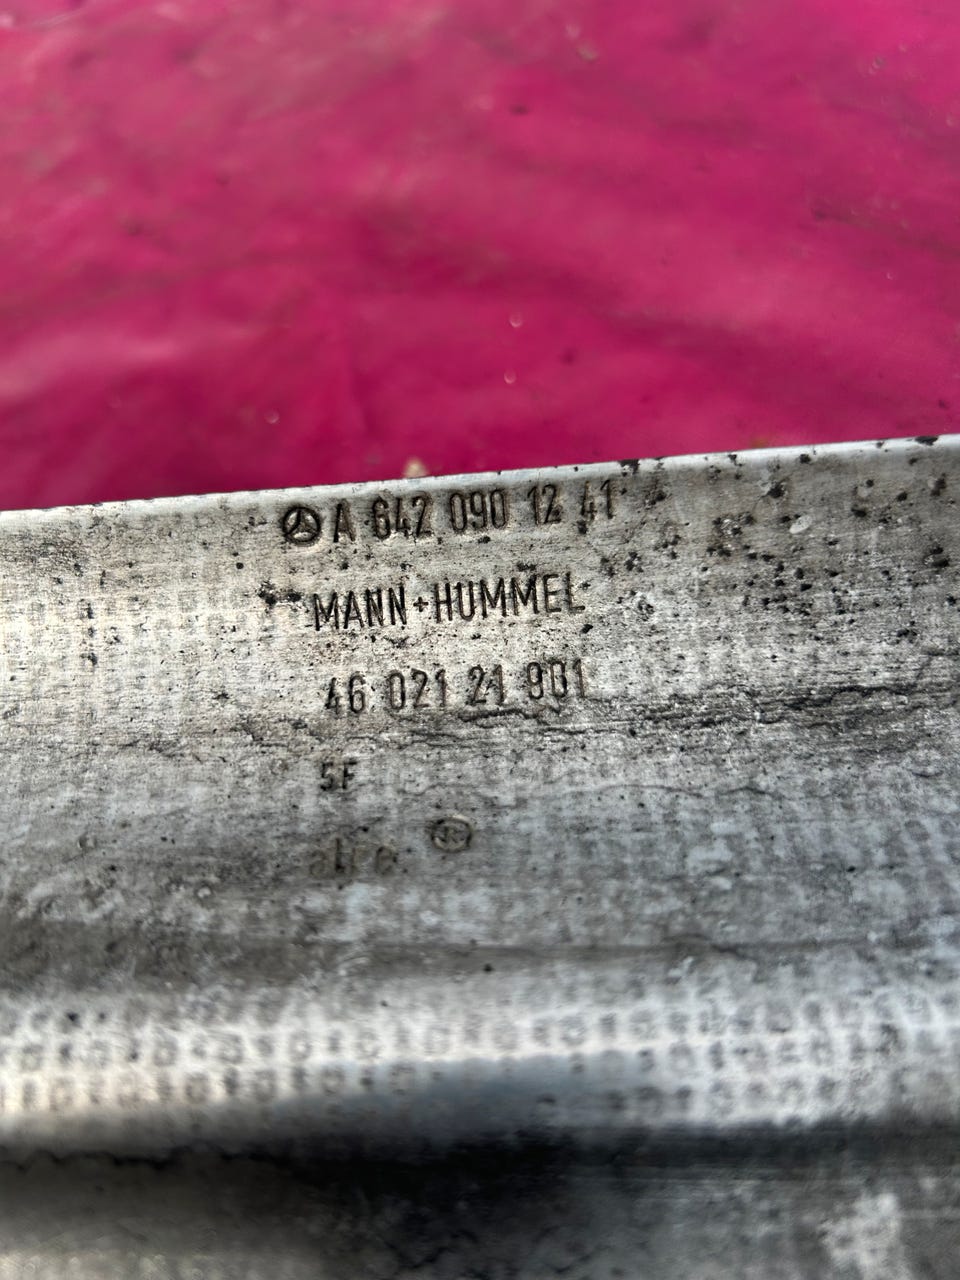 A 642 090 12 41
MANN+HUMMEL
46 021 21 901
5F